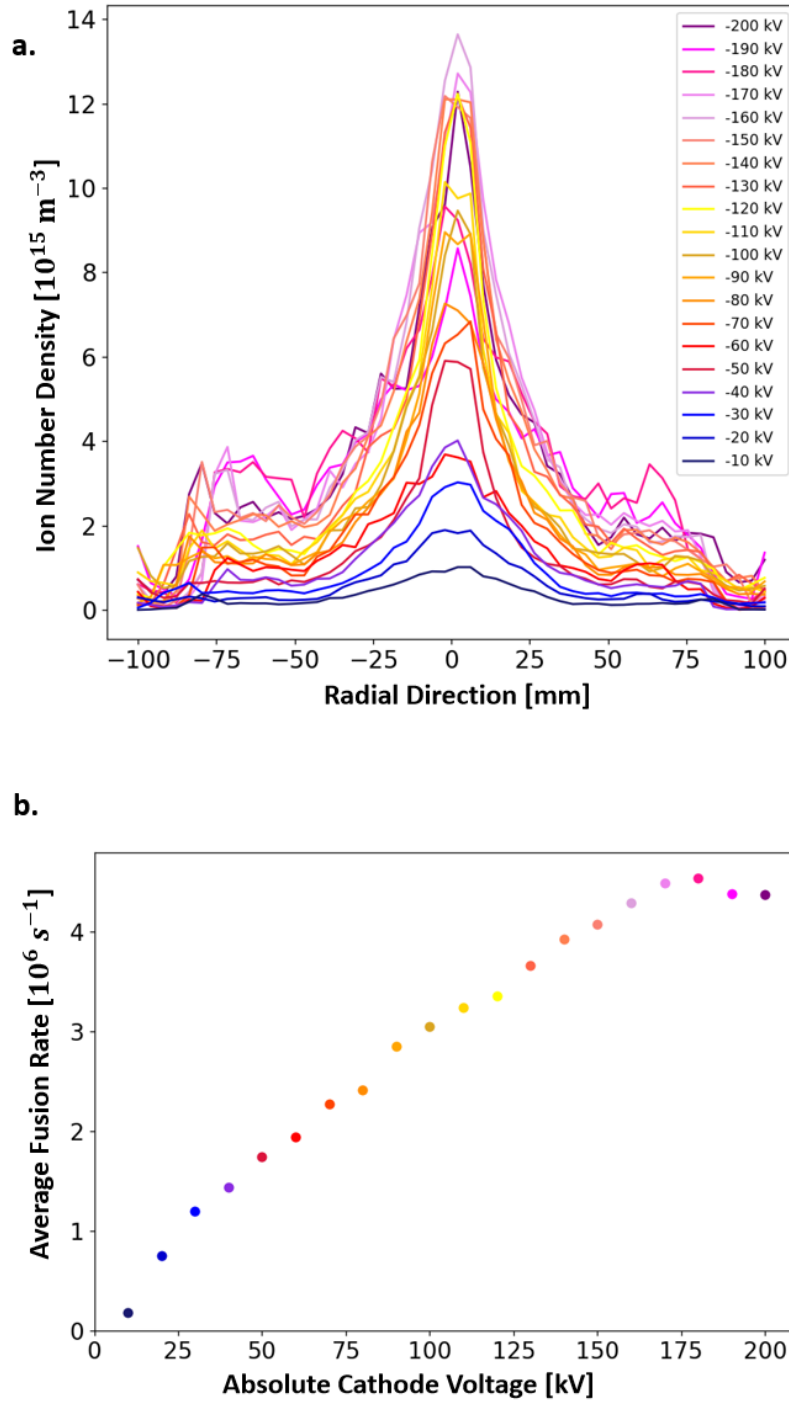 a.
14
12
10
8
6
4
2
0
Ion Number Density [10¹⁵ m⁻³]
-200 kV
-190 kV
-180 kV
-170 kV
-160 kV
-150 kV
-140 kV
-130 kV
-120 kV
-110 kV
-100 kV
-90 kV
-80 kV
-70 kV
-60 kV
-50 kV
-40 kV
-30 kV
-20 kV
-10 kV
−100 −75 −50 −25 0 25 50 75 100
Radial Direction [mm]
b.
4
3
2
1
0
Average Fusion Rate [10⁶ s⁻¹]
0 25 50 75 100 125 150 175 200
Absolute Cathode Voltage [kV]